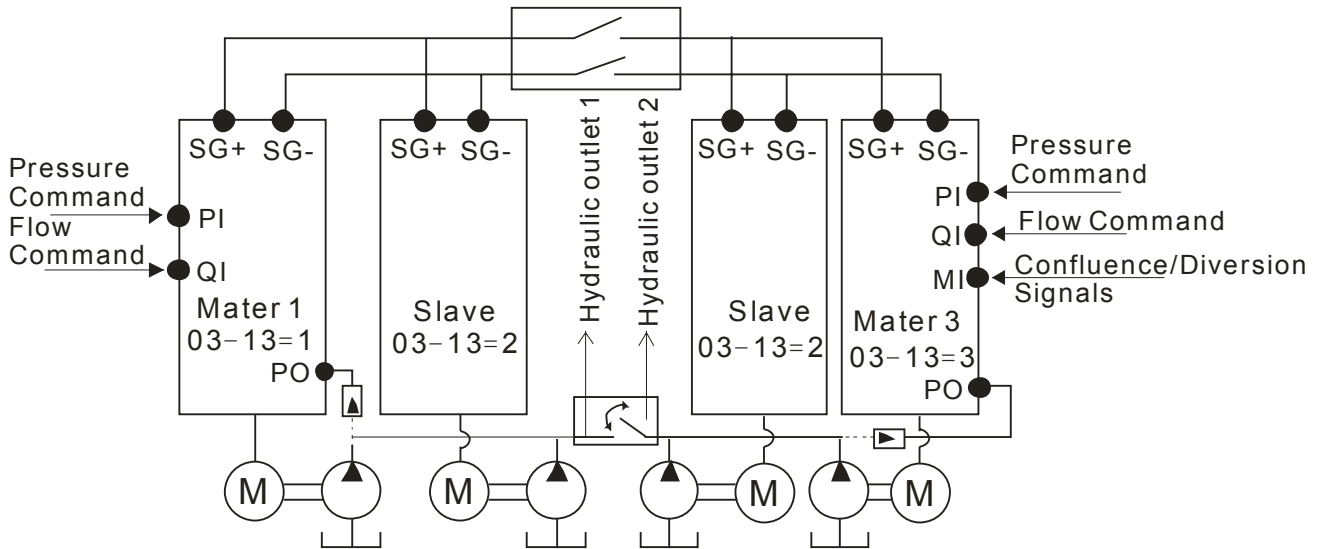 SG+ SG-
SG+ SG-
SG+ SG-
SG+ SG-
Pressure
Command
Flow
Command
PI
QI
Mater 1
03-13=1
PO
Slave
03-13=2
Hydraulic outlet 1
Hydraulic outlet 2
Slave
03-13=2
Mater 3
03-13=3
PO
PI
QI
MI
Pressure
Command
Flow Command
Confluence/Diversion
Signals
M
M
M
M